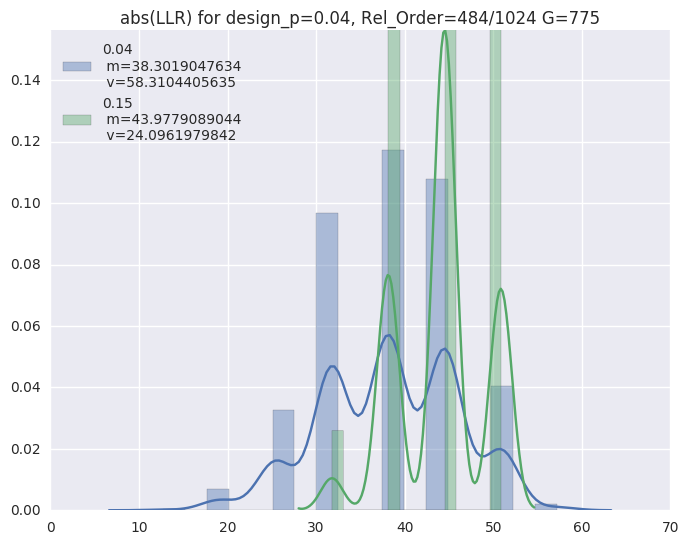 abs(LLR) for design_p=0.04, Rel_Order=484/1024 G=775
0.04
m=38.3019047634
v=58.3104405635
0.15
m=43.9779089044
v=24.0961979842
0.14
0.12
0.10
0.08
0.06
0.04
0.02
0.00
0 10 20 30 40 50 60 70